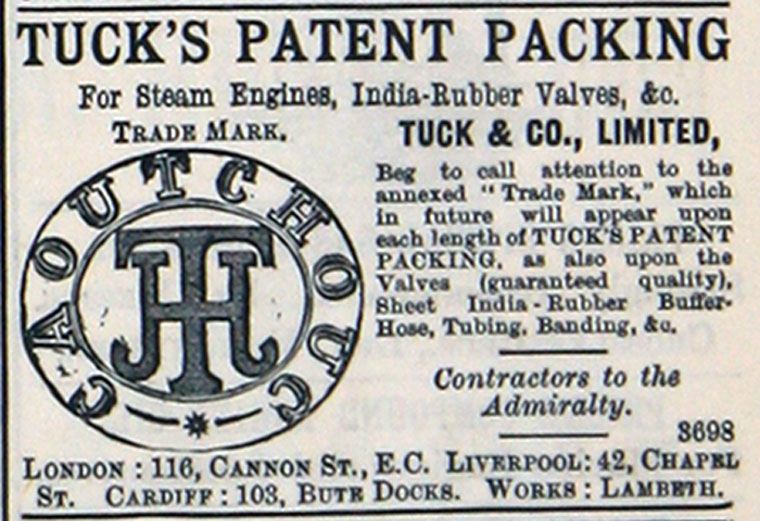 TUCK'S PATENT PACKING
For Steam Engines, India-Rubber Valves, &c.
TRADE MARK.
CAOUTCHOUC
TH
TUCK & CO., LIMITED,
Beg to call attention to the
annexed "Trade Mark," which
in future will appear upon
each length of TUCK'S PATENT
PACKING, as also upon the
Valves (guaranteed quality),
Sheet India-Rubber Buffer-
Hose, Tubing, Banding, &c.
Contractors to the
Admiralty.
3698
LONDON : 116, CANNON ST., E.C. LIVERPOOL : 42, CHAPEL
ST. CARDIFF : 103, BUTE DOCKS. WORKS : LAMBETH.